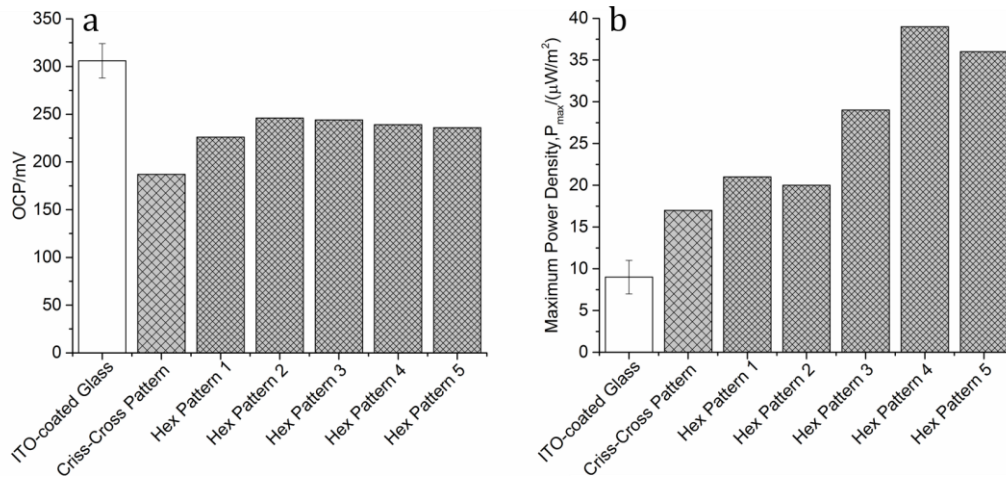 a
OCP/mV
350
300
250
200
150
250
0
ITO-coated Glass
Criss-Cross Pattern
Hex Pattern 1
Hex Pattern 2
Hex Pattern 3
Hex Pattern 4
Hex Pattern 5
b
Maximum Power Density,Pmax/(μW/m²)
40
35
30
25
20
15
10
5
0
ITO-coated Glass
Criss-Cross Pattern
Hex Pattern 1
Hex Pattern 2
Hex Pattern 3
Hex Pattern 4
Hex Pattern 5